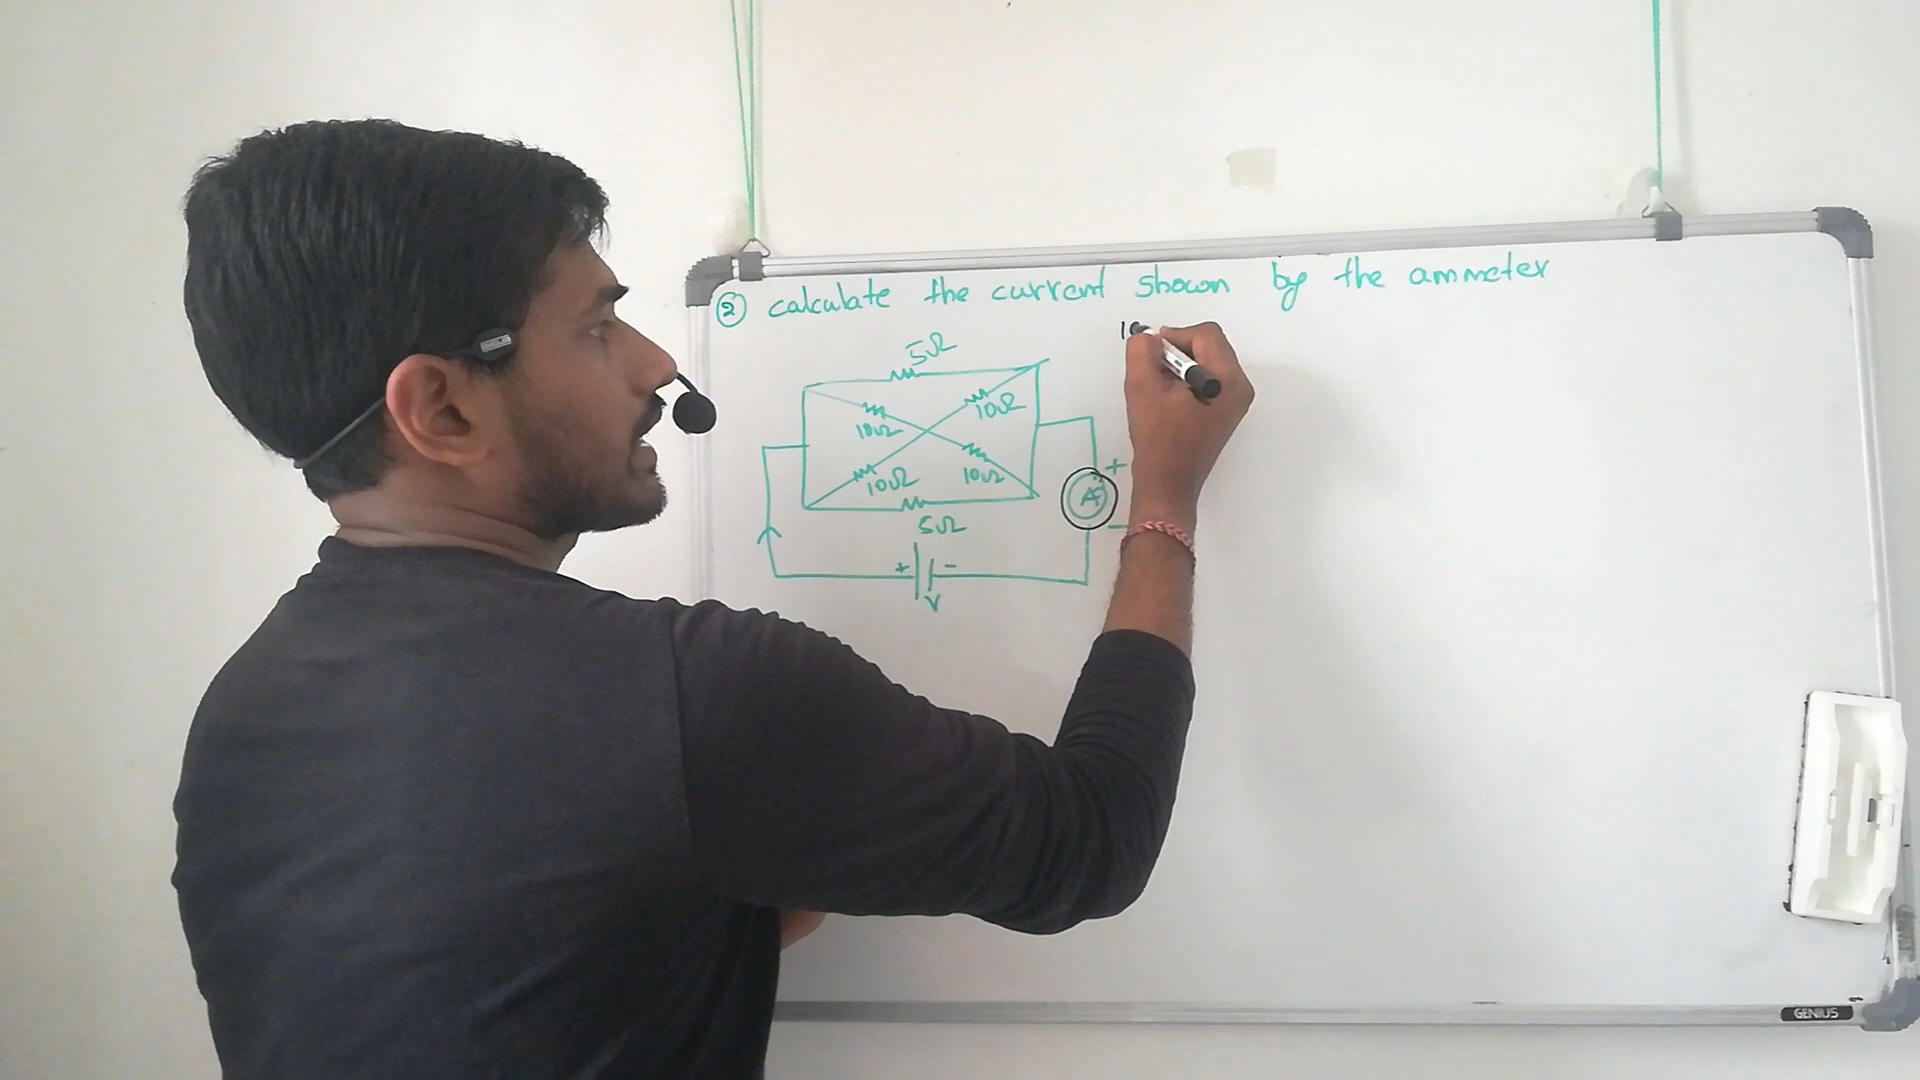 ② calculate the current shown by the ammeter
5Ω
10Ω
10Ω
10Ω
10Ω
5Ω
A
+
-
+ -
V
GENIUS